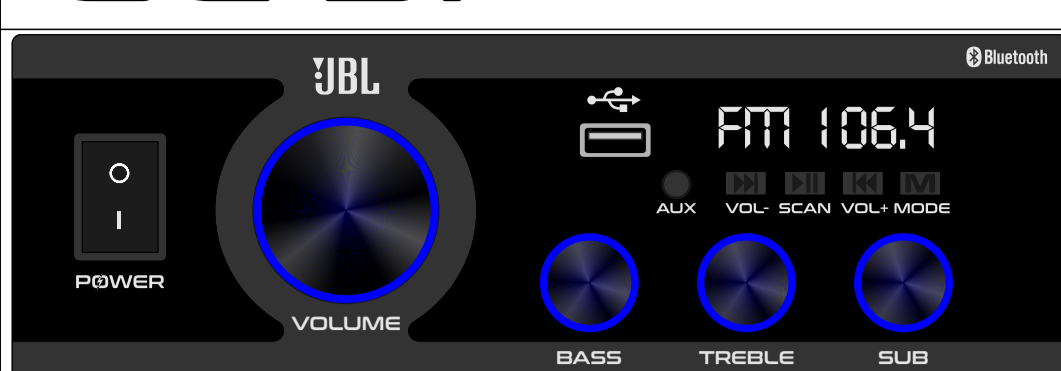 JBL
Bluetooth
FM 106.4
AUX VOL- SCAN VOL+ MODE
M
POWER
VOLUME
BASS TREBLE SUB